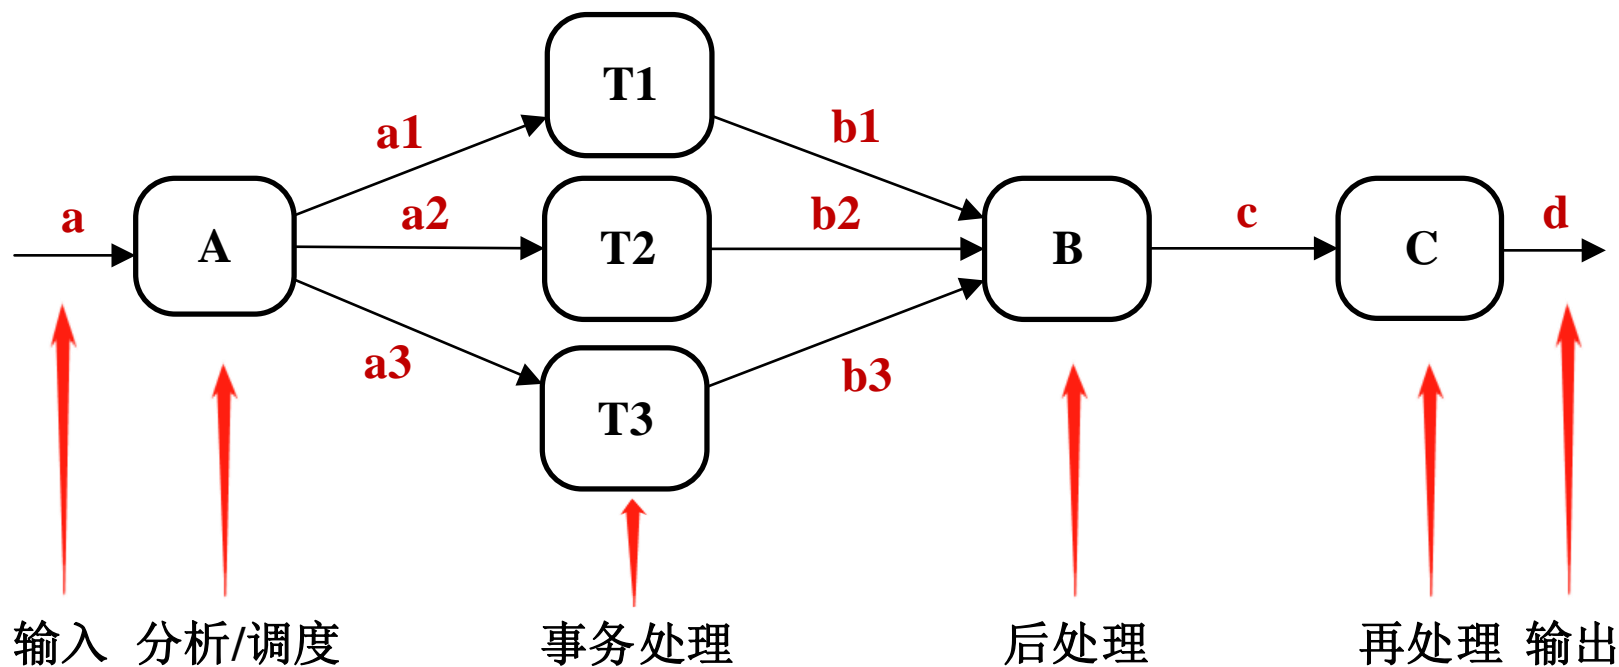 T1
a1
b1
a
A
a2
T2
b2
B
c
C
d
a3
T3
b3
输入
分析/调度
事务处理
后处理
再处理
输出